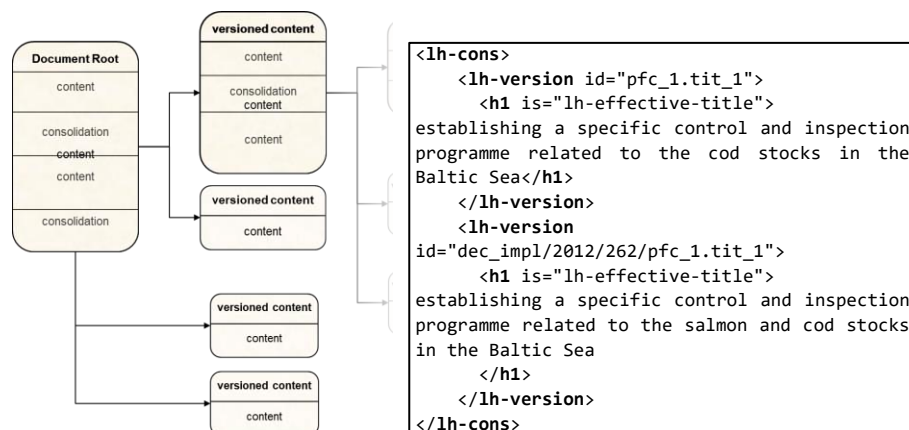 Document Root
content
consolidation
content
content
consolidation
versioned content
content
consolidation
content
content
versioned content
content
versioned content
content
versioned content
content
<lh-cons>
<lh-version id="pfc_1.tit_1">
<h1 is="lh-effective-title">
establishing a specific control and inspection
programme related to the cod stocks in the
Baltic Sea</h1>
</lh-version>
<lh-version
id="dec_impl/2012/262/pfc_1.tit_1">
<h1 is="lh-effective-title">
establishing a specific control and inspection
programme related to the salmon and cod stocks
in the Baltic Sea
</h1>
</lh-version>
</lh-cons>